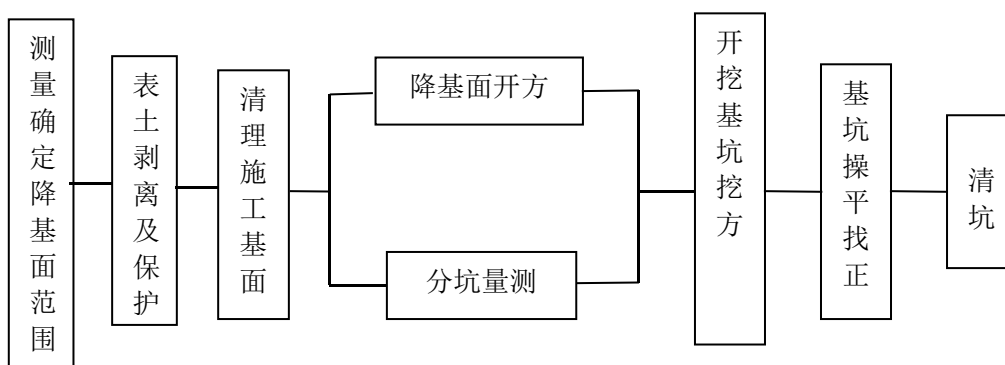 测量确定降基面范围
表土剥离及保护
清理施工基面
降基面开方
分坑量测
开挖基坑挖方
基坑操平找正
清坑